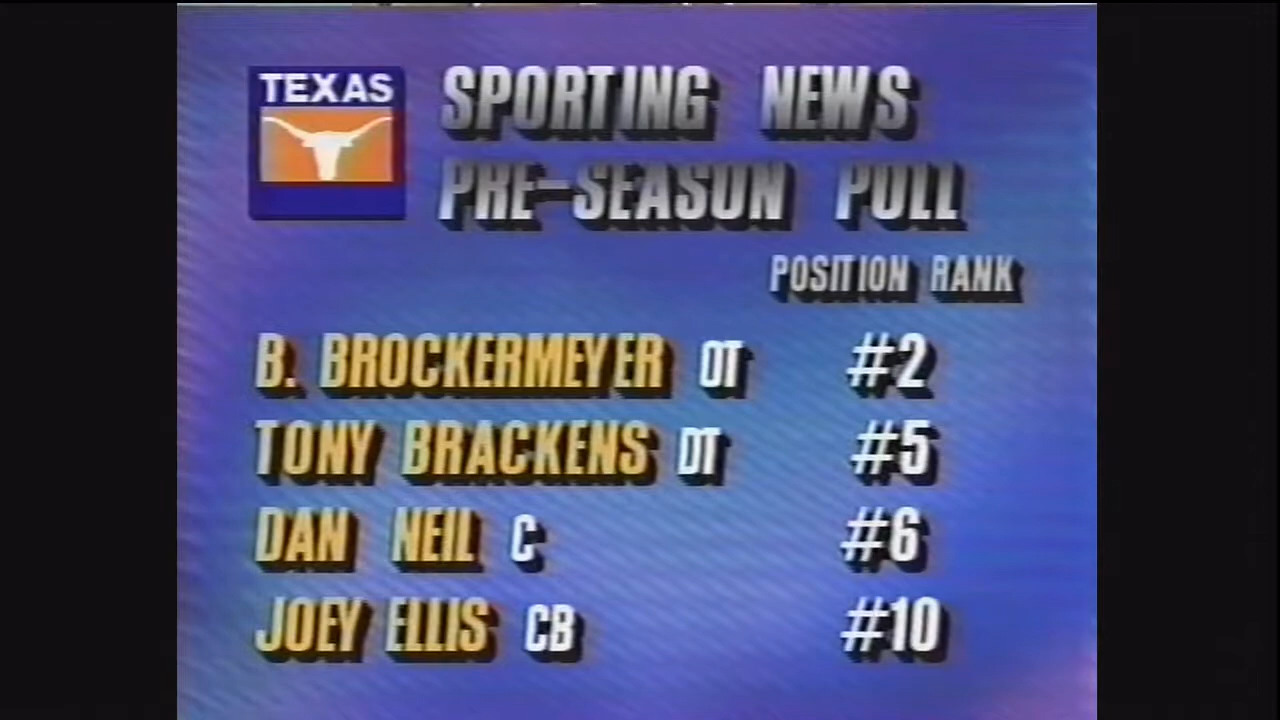 TEXAS
SPORTING NEWS
PRE-SEASON POLL
POSITION RANK
B. BROCKERMEYER OT #2
TONY BRACKENS DT #5
DAN NEIL C #6
JOEY ELLIS CB #10